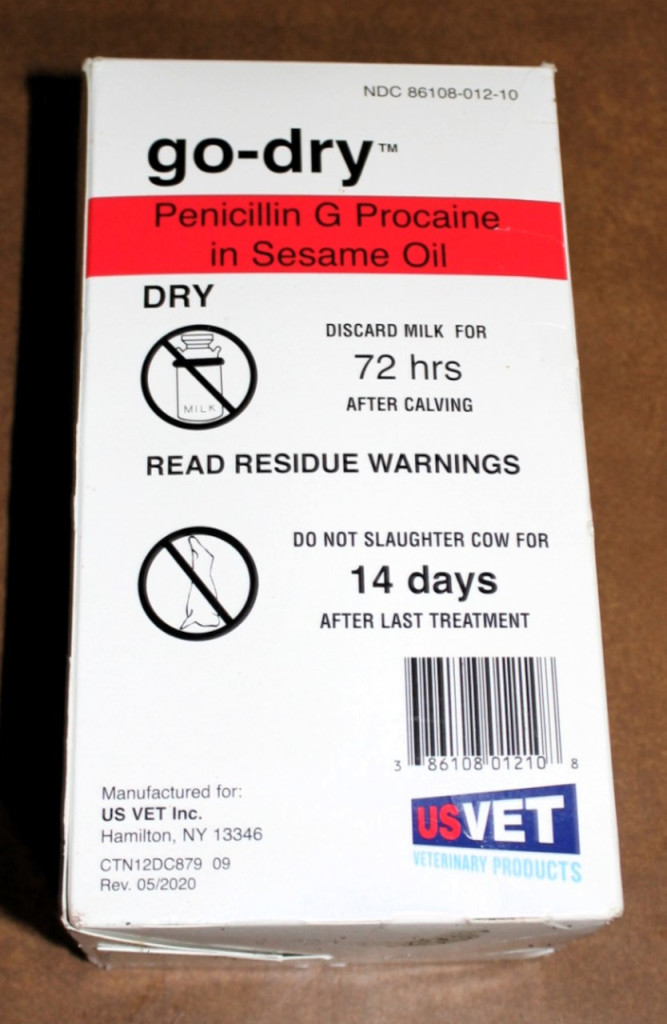 NDC 86108-012-10
go-dry™
Penicillin G Procaine
in Sesame Oil
DRY
MILK
DISCARD MILK FOR
72 hrs
AFTER CALVING
READ RESIDUE WARNINGS
DO NOT SLAUGHTER COW FOR
14 days
AFTER LAST TREATMENT
3 86108 01210 8
Manufactured for:
US VET Inc.
Hamilton, NY 13346
CTN12DC879 09
Rev. 05/2020
US VET
VETERINARY PRODUCTS